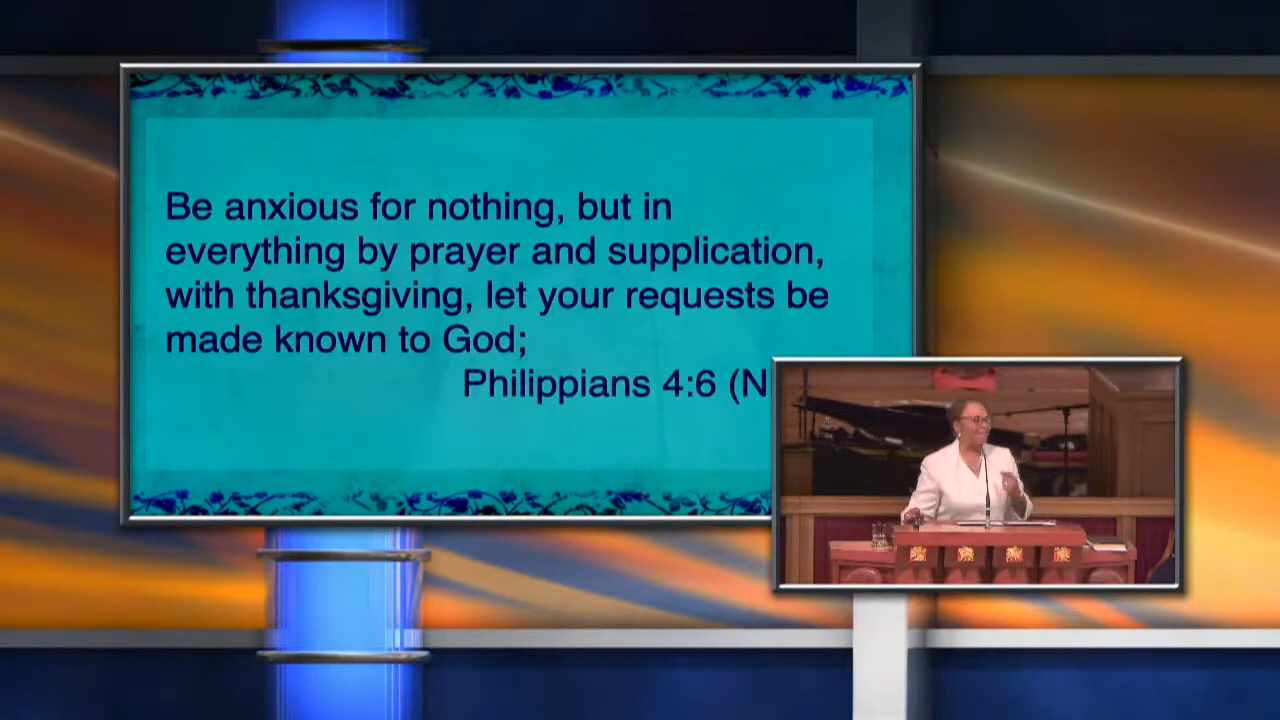 Be anxious for nothing, but in
everything by prayer and supplication,
with thanksgiving, let your requests be
made known to God;
Philippians 4:6 (N